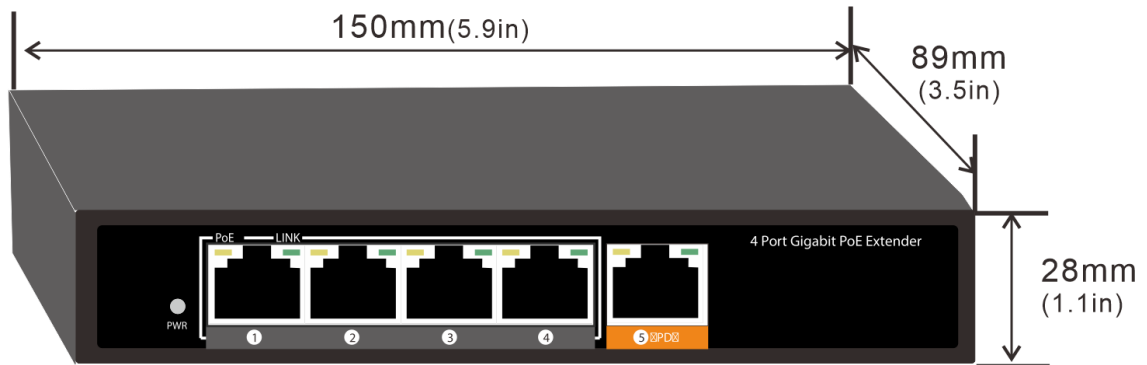 150mm(5.9in)
89mm
(3.5in)
PoE LINK
4 Port Gigabit PoE Extender
28mm
(1.1in)
PWR
1 2 3 4 5 PD